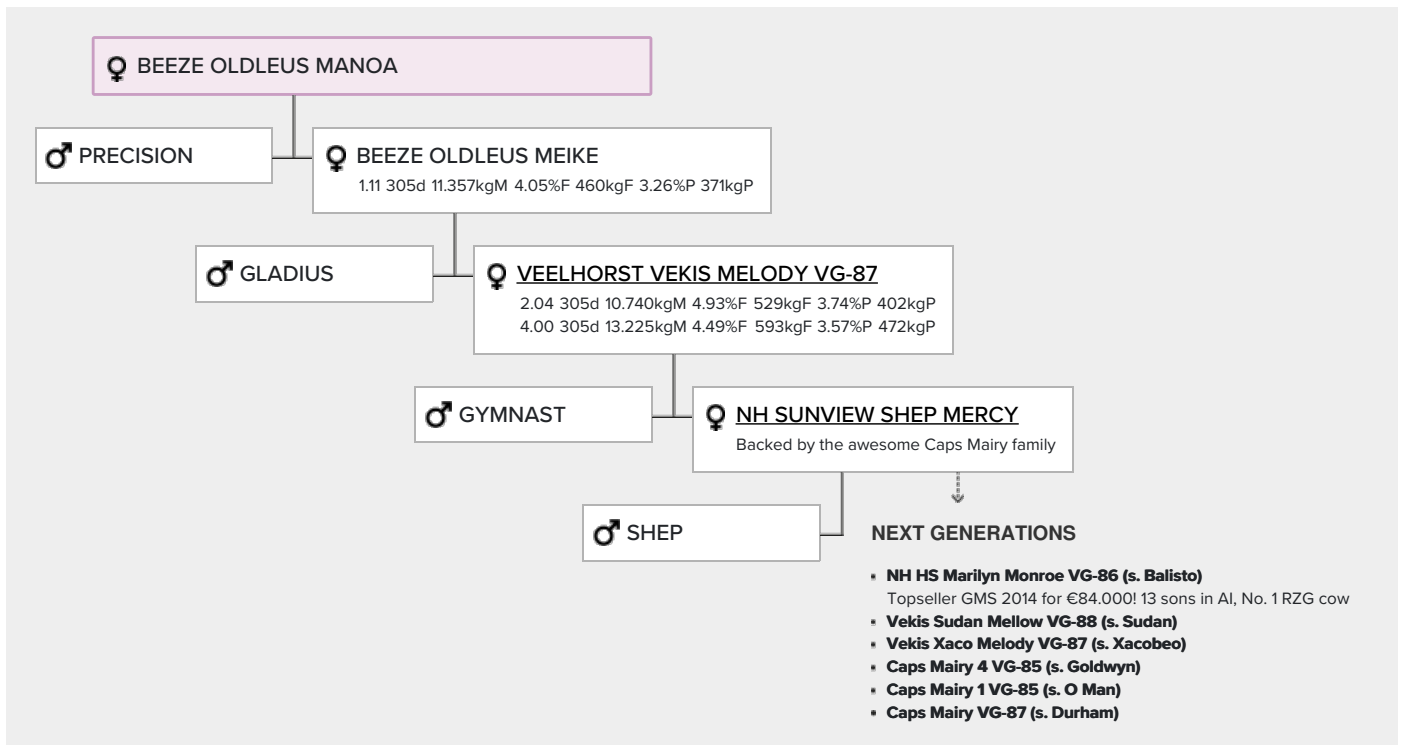 ♀ BEEZE OLDLEUS MANOA
♂ PRECISION
♀ BEEZE OLDLEUS MEIKE
1.11 305d 11.357kgM 4.05%F 460kgF 3.26%P 371kgP
♂ GLADIUS
♀ VEELHORST VEKIS MELODY VG-87
2.04 305d 10.740kgM 4.93%F 529kgF 3.74%P 402kgP
4.00 305d 13.225kgM 4.49%F 593kgF 3.57%P 472kgP
♂ GYMNAST
♀ NH SUNVIEW SHEP MERCY
Backed by the awesome Caps Mairy family
♂ SHEP
NEXT GENERATIONS
▪ NH HS Marilyn Monroe VG-86 (s. Balisto)
Topseller GMS 2014 for €84.000! 13 sons in AI, No. 1 RZG cow
▪ Vekis Sudan Mellow VG-88 (s. Sudan)
▪ Vekis Xaco Melody VG-87 (s. Xacobeo)
▪ Caps Mairy 4 VG-85 (s. Goldwyn)
▪ Caps Mairy 1 VG-85 (s. O Man)
▪ Caps Mairy VG-87 (s. Durham)